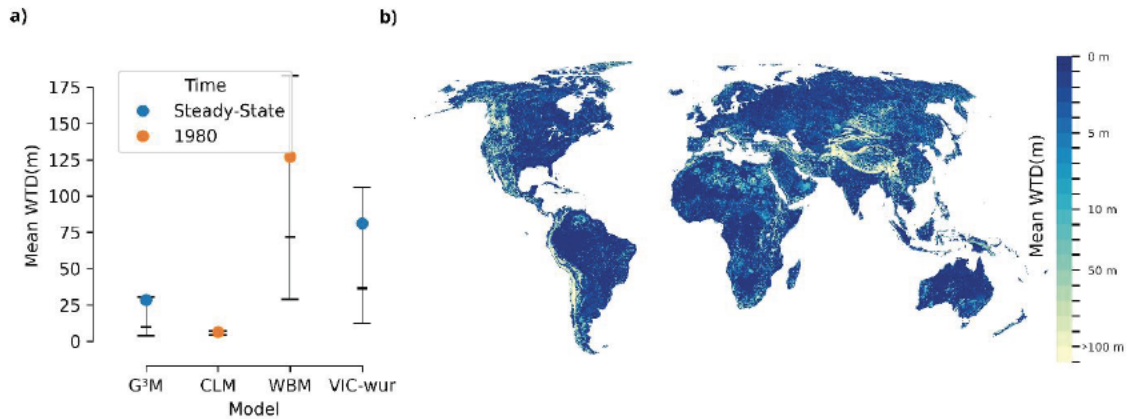 a)
Mean WTD(m)
175
150
125
100
75
50
25
0
Time
Steady-State
1980
G³M CLM WBM VIC-wur
Model
b)
0 m
5 m
10 m
50 m
>100 m
Mean WTD(m)